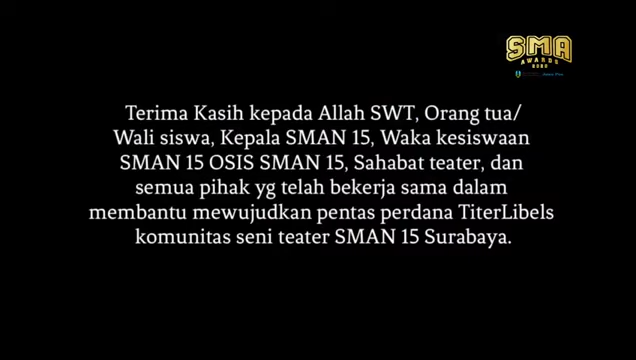 SMA
AWARDS
Terima Kasih kepada Allah SWT, Orang tua/
Wali siswa, Kepala SMAN 15, Waka kesiswaan
SMAN 15 OSIS SMAN 15, Sahabat teater, dan
semua pihak yg telah bekerja sama dalam
membantu mewujudkan pentas perdana TiterLibels
komunitas seni teater SMAN 15 Surabaya.